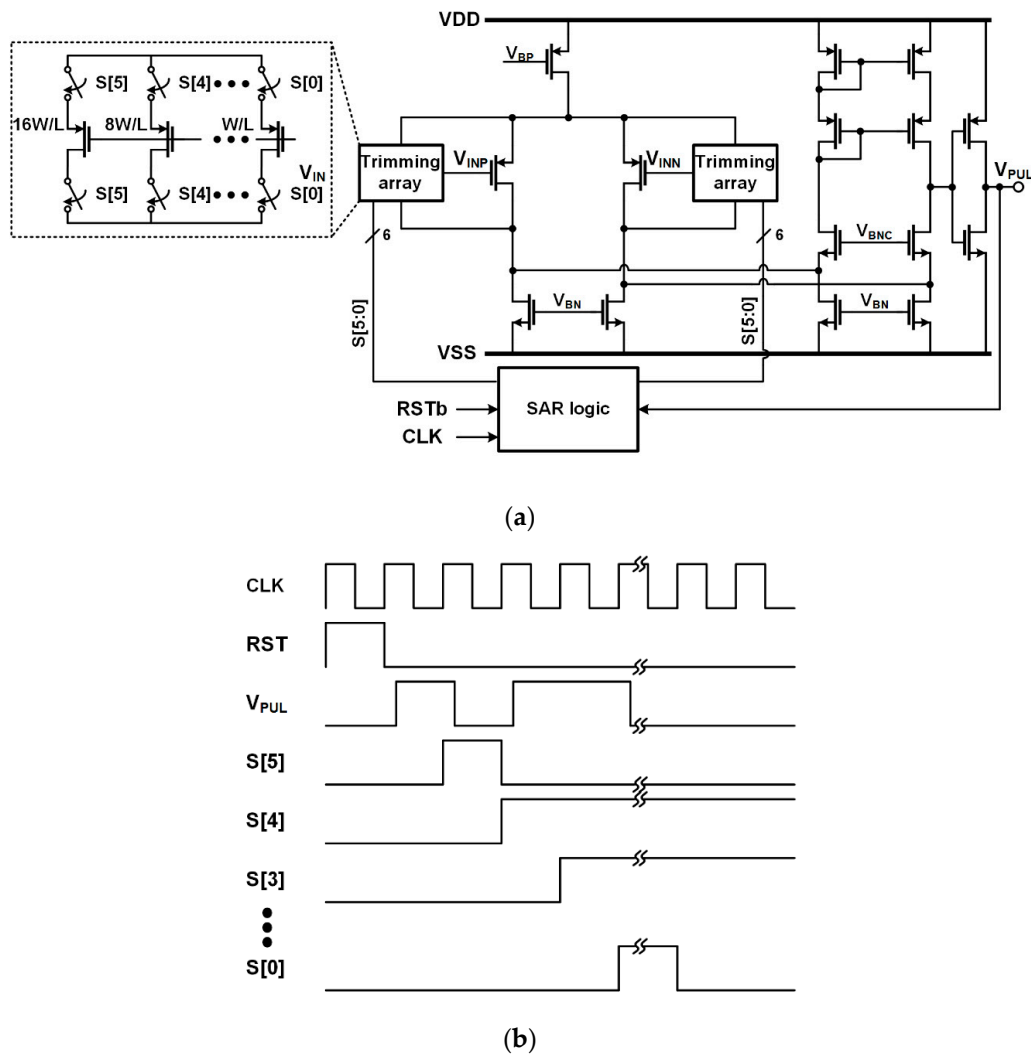 VDD
V_BP
S[5] S[4] S[0]
16W/L 8W/L W/L
V_IN
S[5] S[4] S[0]
Trimming array
V_INP
V_INN
Trimming array
V_PUL
6
6
V_BNC
S[5:0]
V_BN
S[5:0]
V_BN
VSS
RSTb
CLK
SAR logic
(a)
CLK
RST
V_PUL
S[5]
S[4]
S[3]
S[0]
(b)